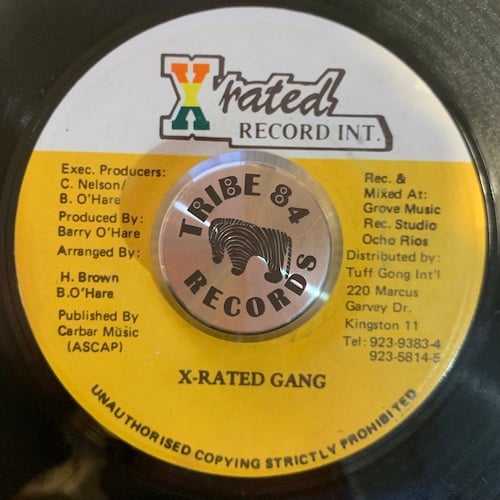 X rated
RECORD INT.
Exec. Producers:
C. Nelson/
B. O'Hare
Produced By:
Barry O'Hare
Arranged By:
H. Brown
B.O'Hare
Published By
Carbar Music
(ASCAP)
TRIBE 84
RECORDS
Rec. &
Mixed At:
Grove Music
Rec. Studio
Ocho Rios
Distributed by:
Tuff Gong Int'l
220 Marcus
Garvey Dr.
Kingston 11
Tel: 923-9383-4
923-5814-5
X-RATED GANG
UNAUTHORISED COPYING STRICTLY PROHIBITED